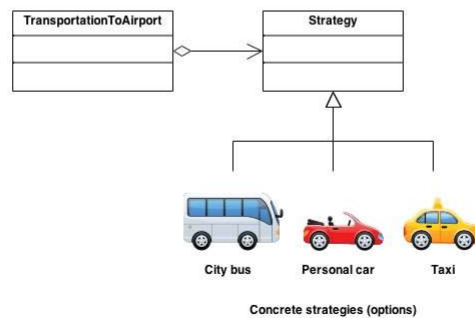 TransportationToAirport
Strategy
City bus
Personal car
Taxi
Concrete strategies (options)